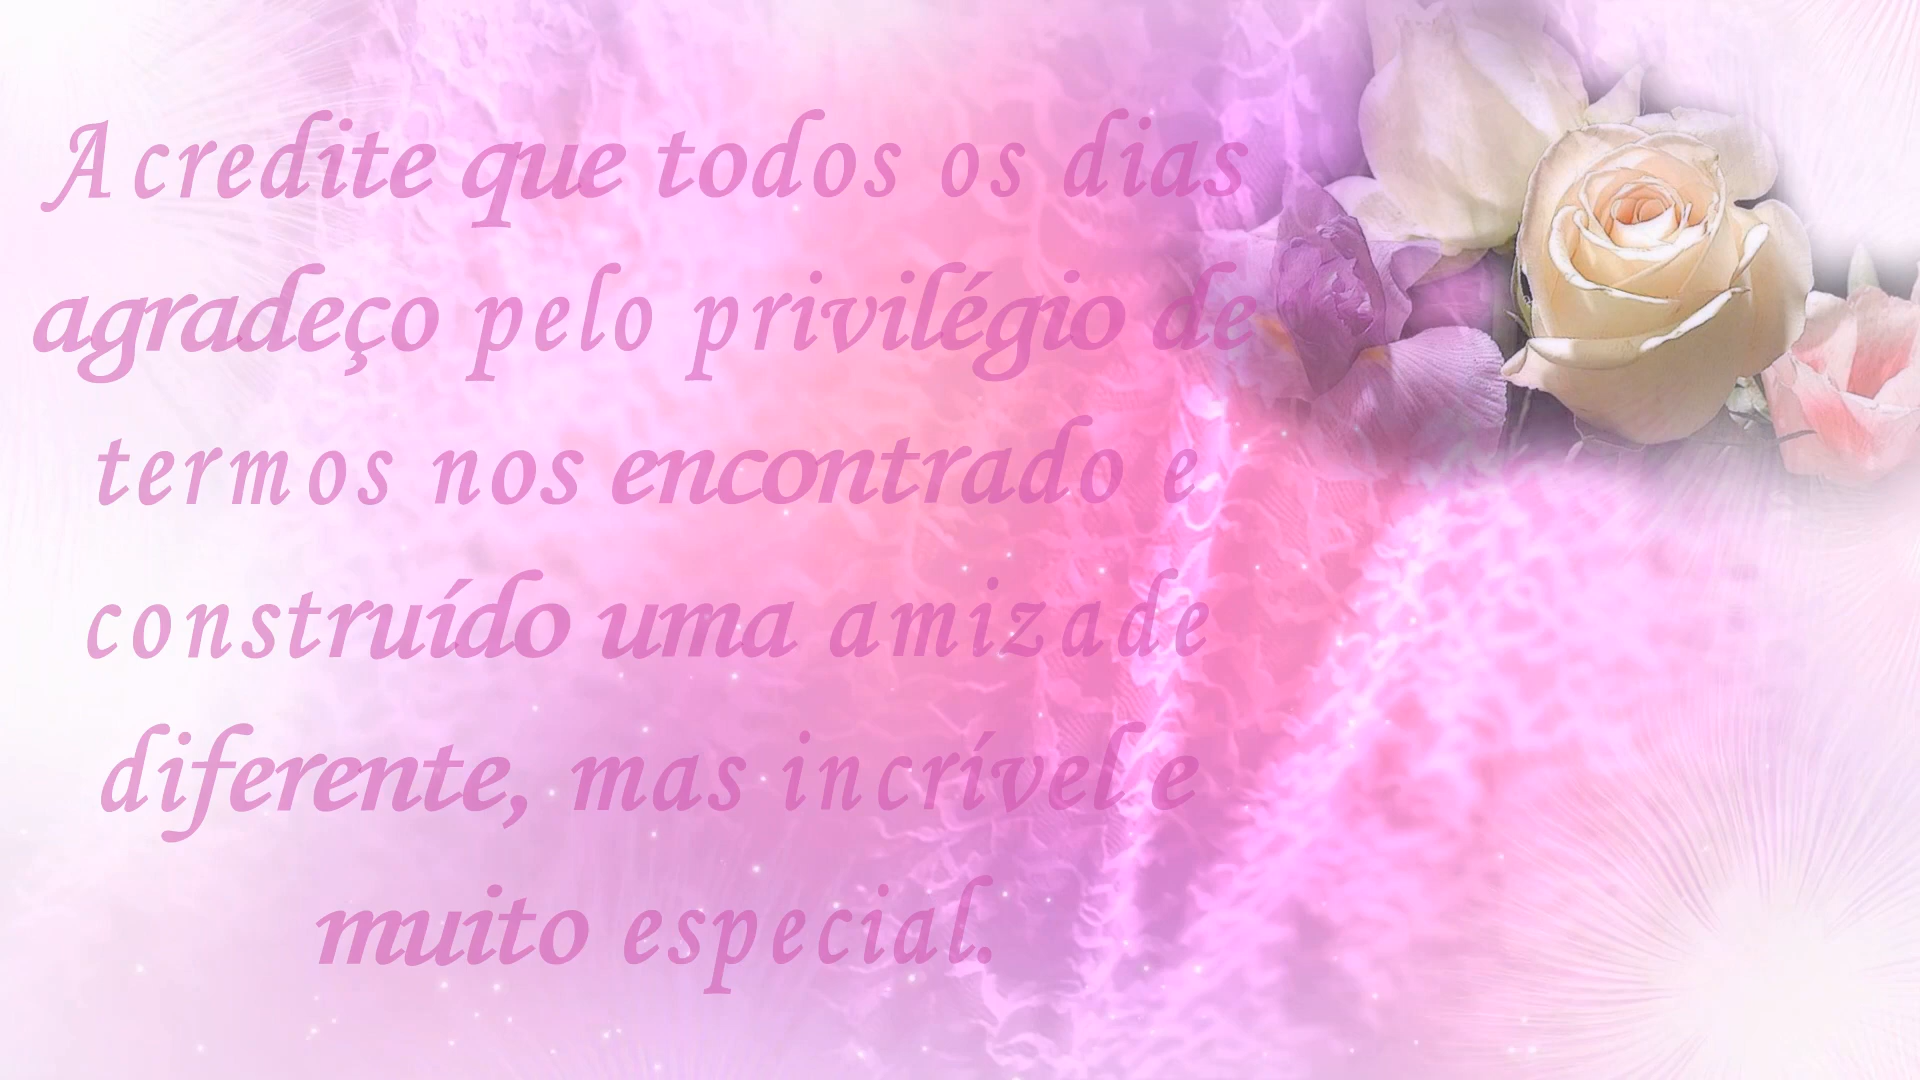 Acredite que todos os dias
agradeço pelo privilégio de
termos nos encontrado e
construído uma amizade
diferente, mas incrível e
muito especial.